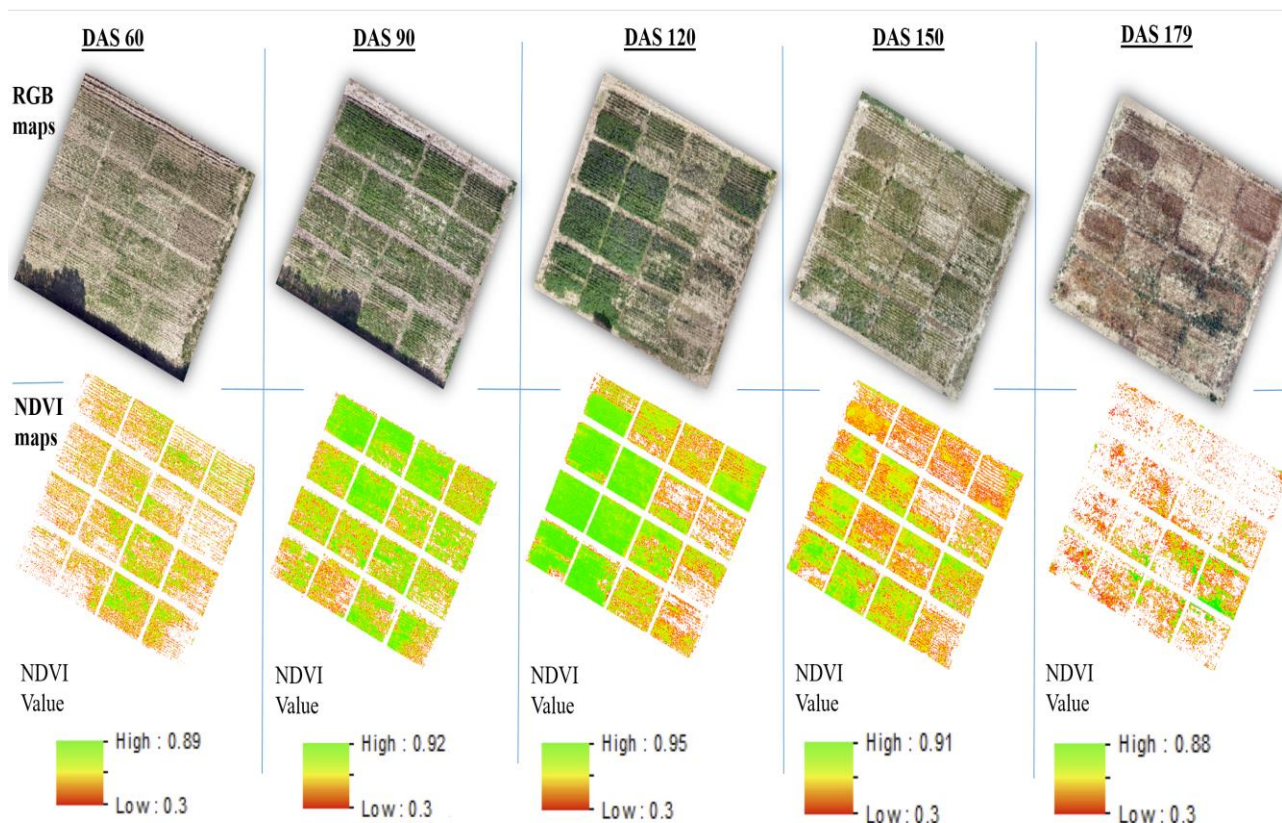 DAS 60
DAS 90
DAS 120
DAS 150
DAS 179
RGB
maps
NDVI
maps
NDVI
Value
High : 0.89
Low : 0.3
NDVI
Value
High : 0.92
Low : 0.3
NDVI
Value
High : 0.95
Low : 0.3
NDVI
Value
High : 0.91
Low : 0.3
NDVI
Value
High : 0.88
Low : 0.3